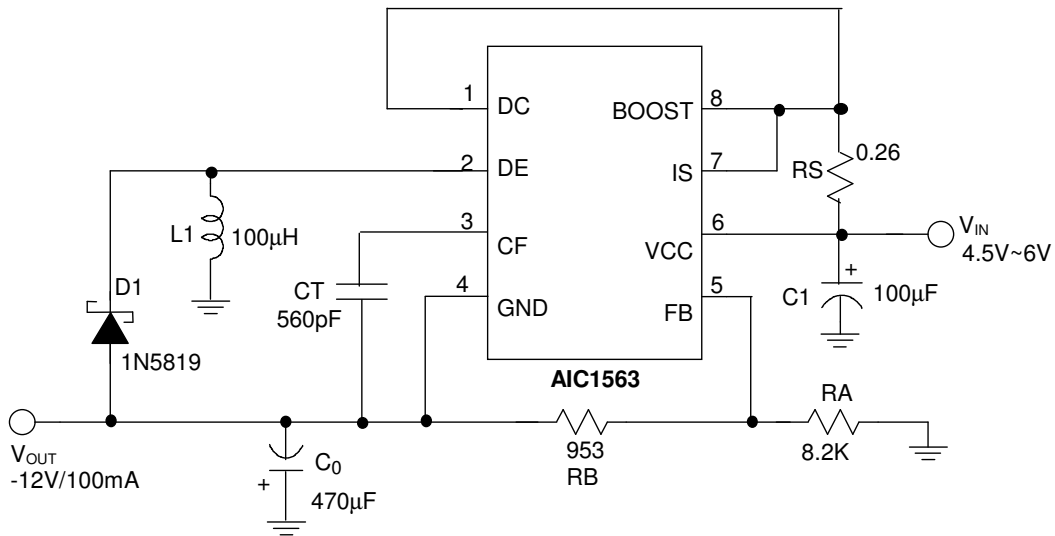 1 DC BOOST 8
2 DE IS 7
0.26
RS
3 CF VCC 6
4 GND FB 5
L1 100μH
CT
560pF
V_IN
4.5V~6V
C1 100μF
D1
1N5819
AIC1563
RA
8.2K
953
RB
V_OUT
-12V/100mA
C_0
470μF
+
+